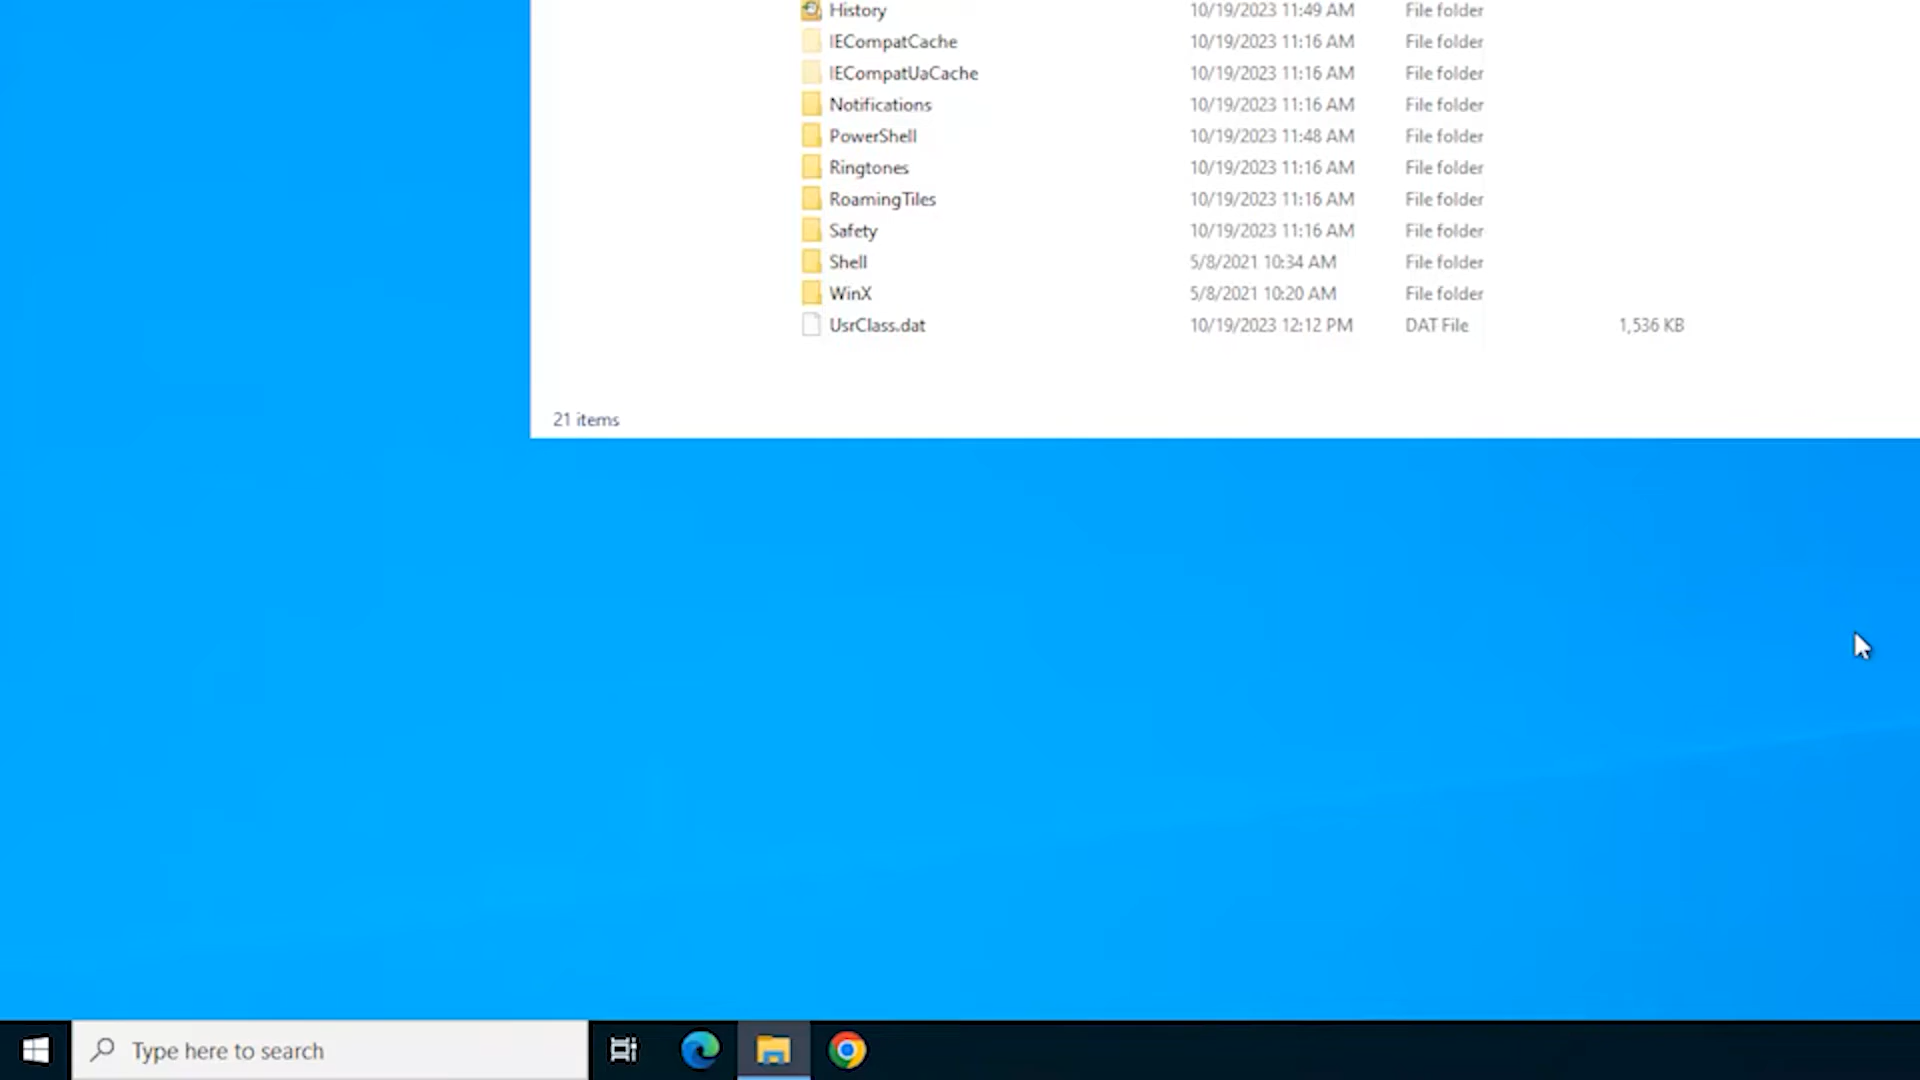 History 10/19/2023 11:49 AM File folder
IECompatCache 10/19/2023 11:16 AM File folder
IECompatUaCache 10/19/2023 11:16 AM File folder
Notifications 10/19/2023 11:16 AM File folder
PowerShell 10/19/2023 11:48 AM File folder
Ringtones 10/19/2023 11:16 AM File folder
RoamingTiles 10/19/2023 11:16 AM File folder
Safety 10/19/2023 11:16 AM File folder
Shell 5/8/2021 10:34 AM File folder
WinX 5/8/2021 10:20 AM File folder
UsrClass.dat 10/19/2023 12:12 PM DAT File 1,536 KB
21 items
Type here to search